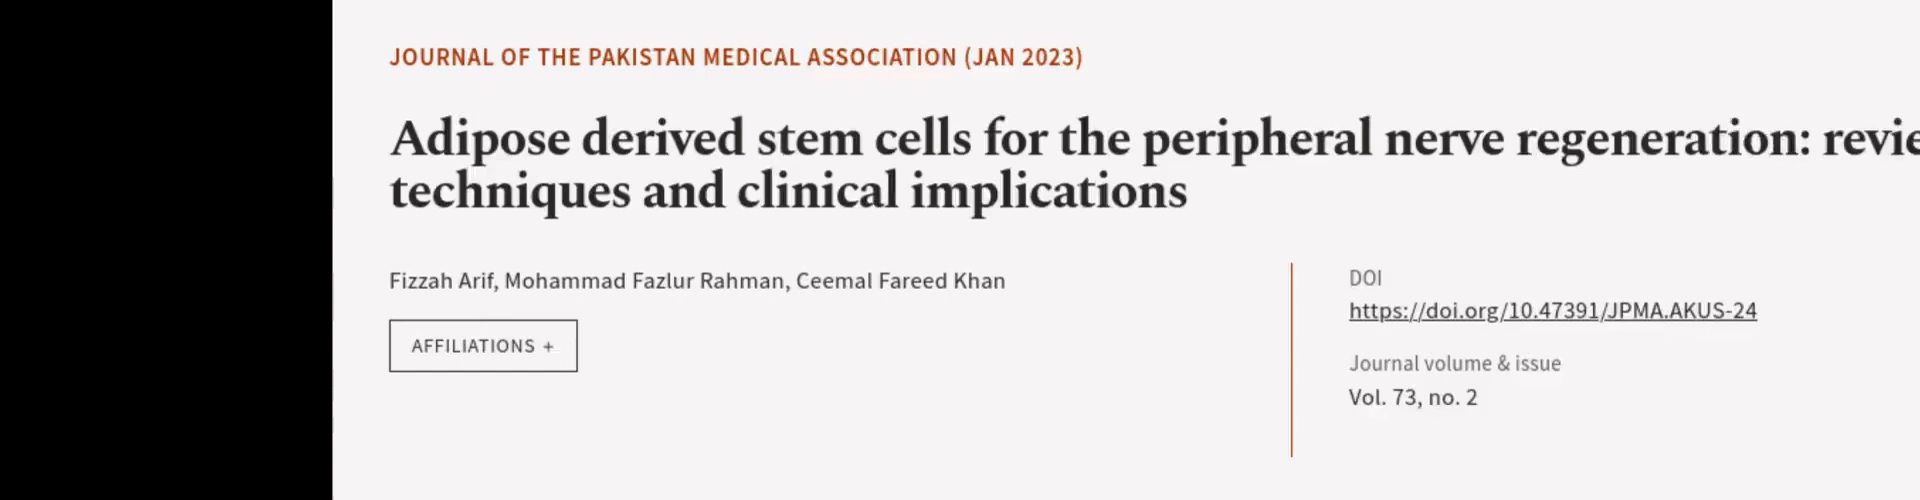 JOURNAL OF THE PAKISTAN MEDICAL ASSOCIATION (JAN 2023)
Adipose derived stem cells for the peripheral nerve regeneration:
techniques and clinical implications
Fizzah Arif, Mohammad Fazlur Rahman, Ceemal Fareed Khan
AFFILIATIONS +
DOI
https://doi.org/10.47391/JPMA.AKUS-24
Journal volume & issue
Vol. 73, no. 2